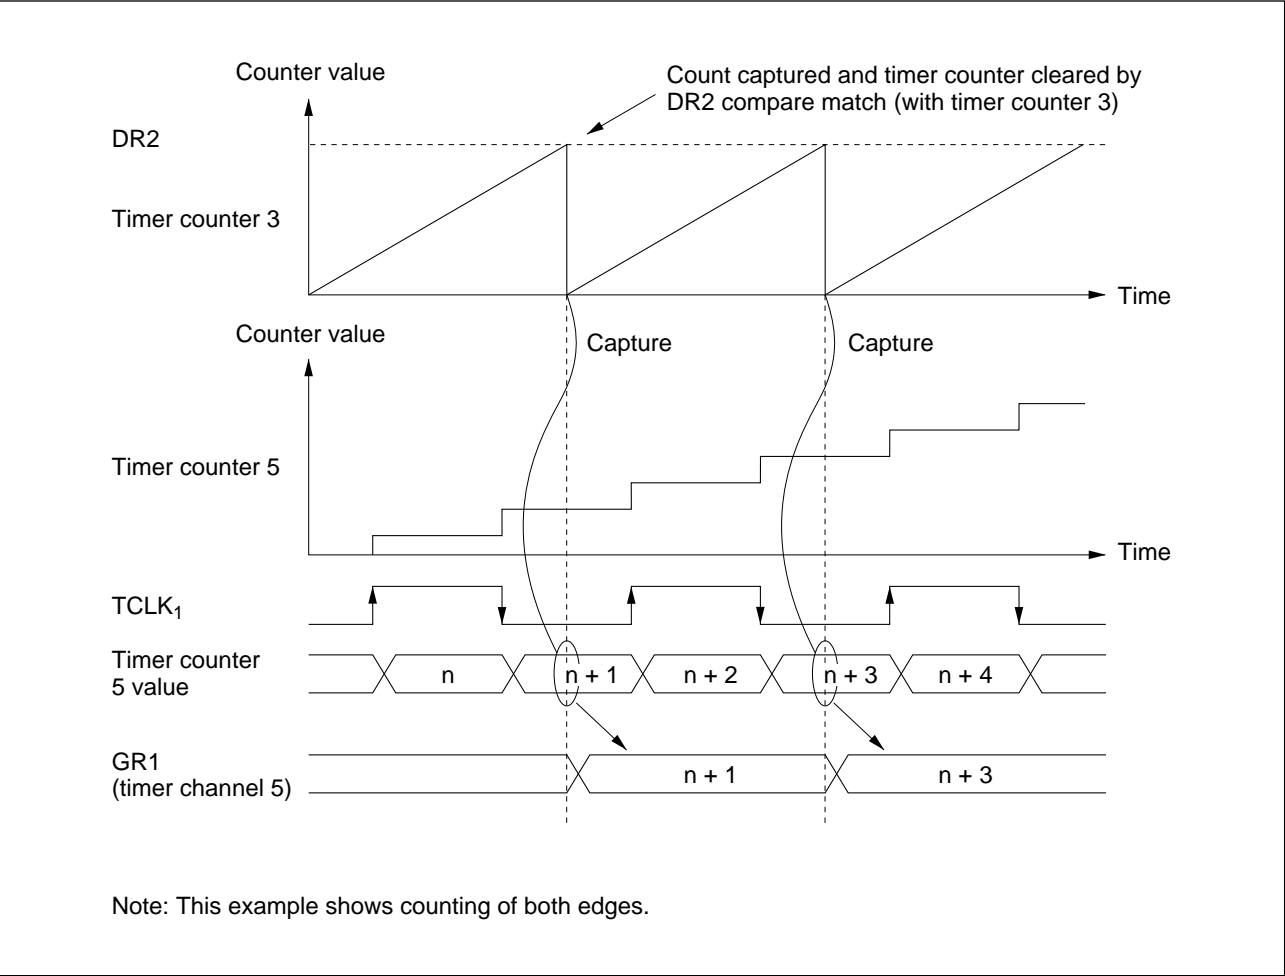 Counter value
Count captured and timer counter cleared by
DR2 compare match (with timer counter 3)
DR2
Timer counter 3
Time
Counter value
Capture
Capture
Timer counter 5
Time
TCLK1
Timer counter
5 value
n
n + 1
n + 2
n + 3
n + 4
GR1
(timer channel 5)
n + 1
n + 3
Note: This example shows counting of both edges.